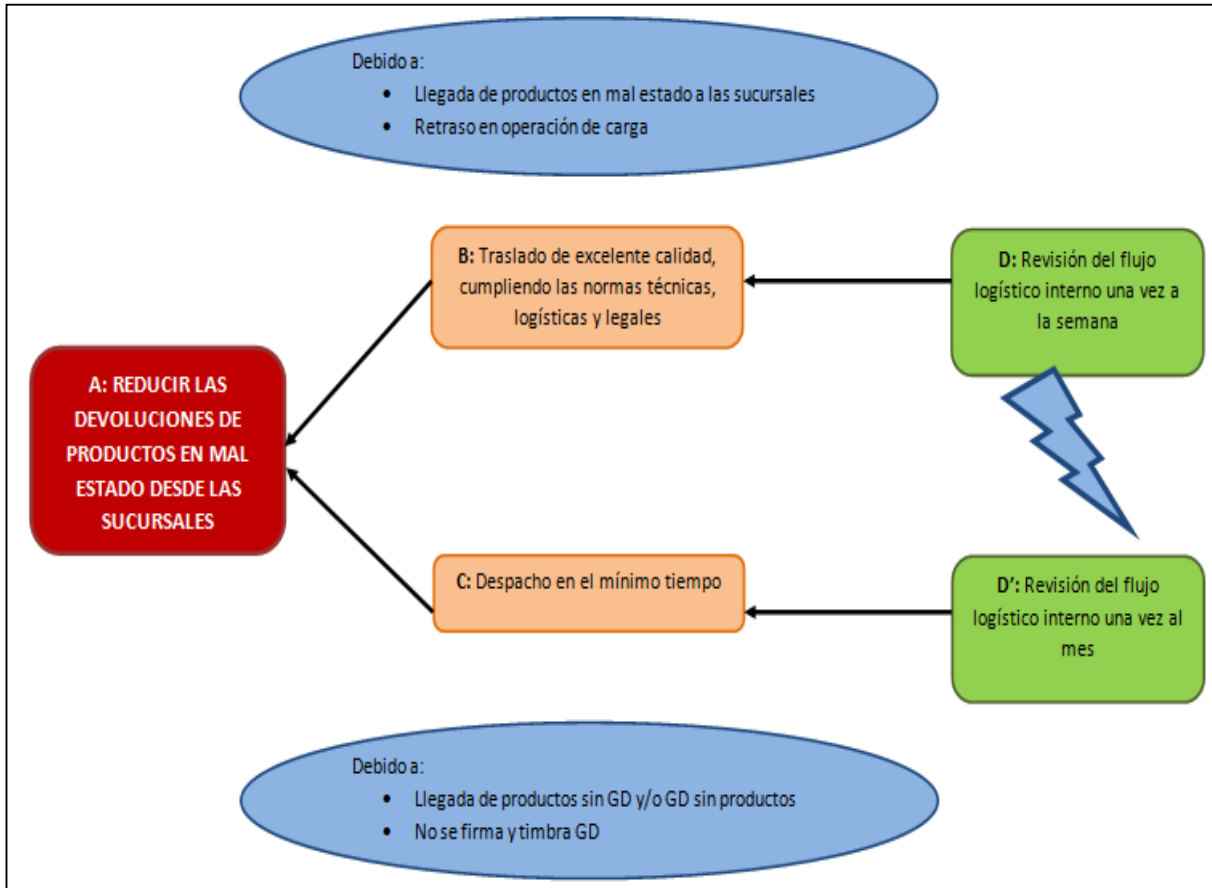 Debido a:
• Llegada de productos en mal estado a las sucursales
• Retraso en operación de carga
B: Traslado de excelente calidad,
cumpliendo las normas técnicas,
logísticas y legales
D: Revisión del flujo
logístico interno una vez a
la semana
A: REDUCIR LAS
DEVOLUCIONES DE
PRODUCTOS EN MAL
ESTADO DESDE LAS
SUCURSALES
C: Despacho en el mínimo tiempo
D’: Revisión del flujo
logístico interno una vez al
mes
Debido a:
• Llegada de productos sin GD y/o GD sin productos
• No se firma y timbra GD